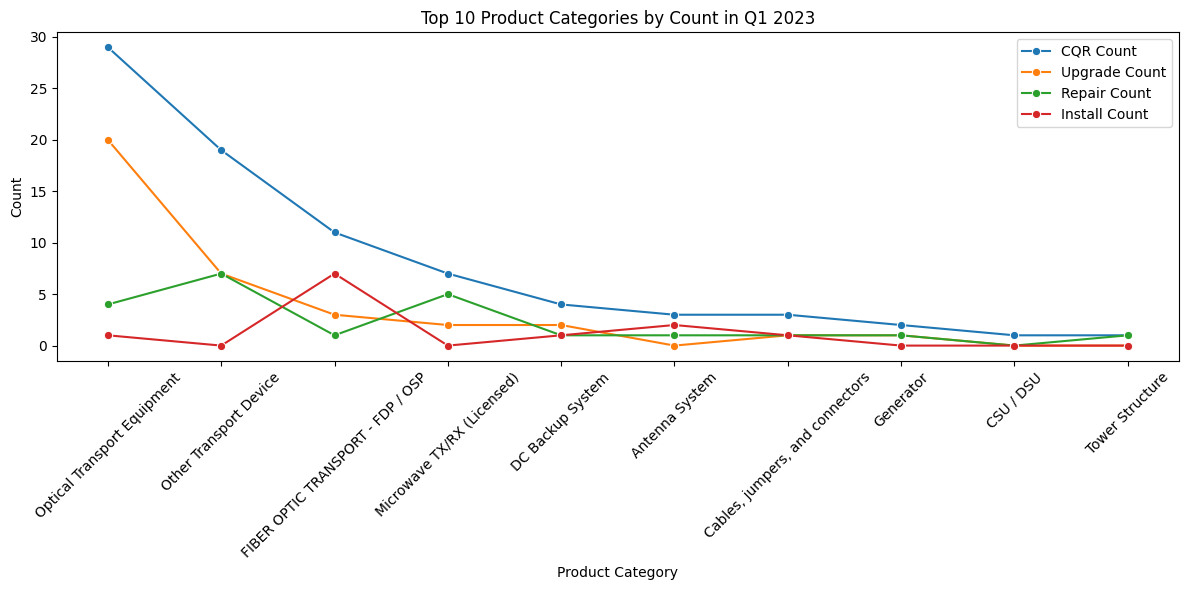 Top 10 Product Categories by Count in Q1 2023
CQR Count
Upgrade Count
Repair Count
Install Count
Count
30
25
20
15
10
5
0
Optical Transport Equipment
Other Transport Device
FIBER OPTIC TRANSPORT - FDP / OSP
Microwave TX/RX (Licensed)
DC Backup System
Antenna System
Cables, jumpers, and connectors
Generator
CSU / DSU
Tower Structure
Product Category